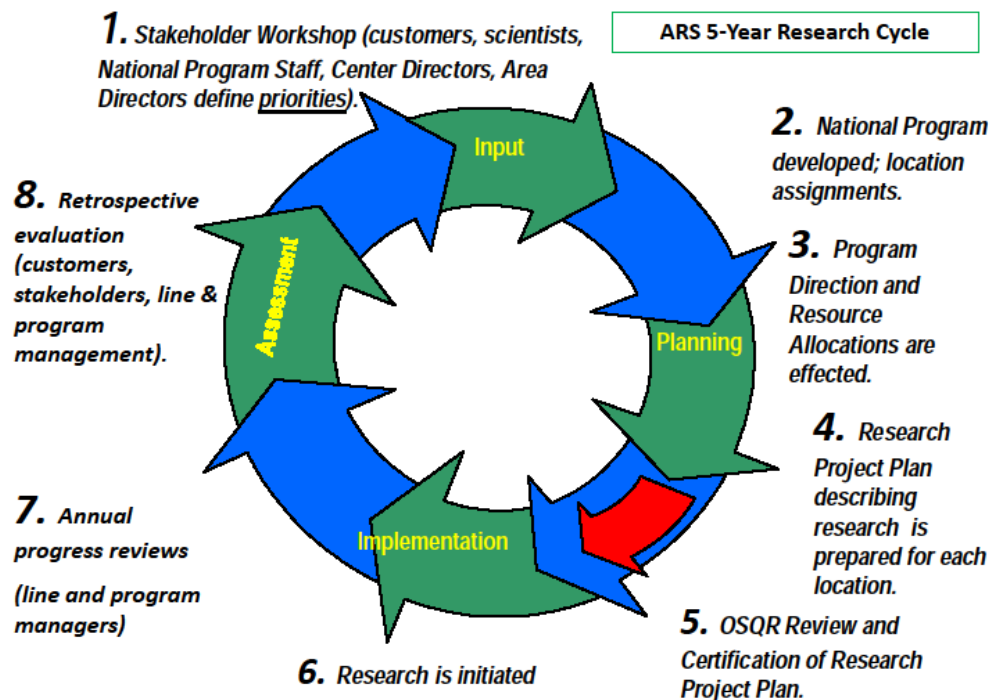 ARS 5-Year Research Cycle
1. Stakeholder Workshop (customers, scientists,
National Program Staff, Center Directors, Area
Directors define priorities).
Input
2. National Program
developed; location
assignments.
3. Program
Direction and
Resource
Allocations are
effected.
Planning
4. Research
Project Plan
describing
research is
prepared for each
location.
5. OSQR Review and
Certification of Research
Project Plan.
Implementation
6. Research is initiated
7. Annual
progress reviews
(line and program
managers)
Assessment
8. Retrospective
evaluation
(customers,
stakeholders, line &
program
management).